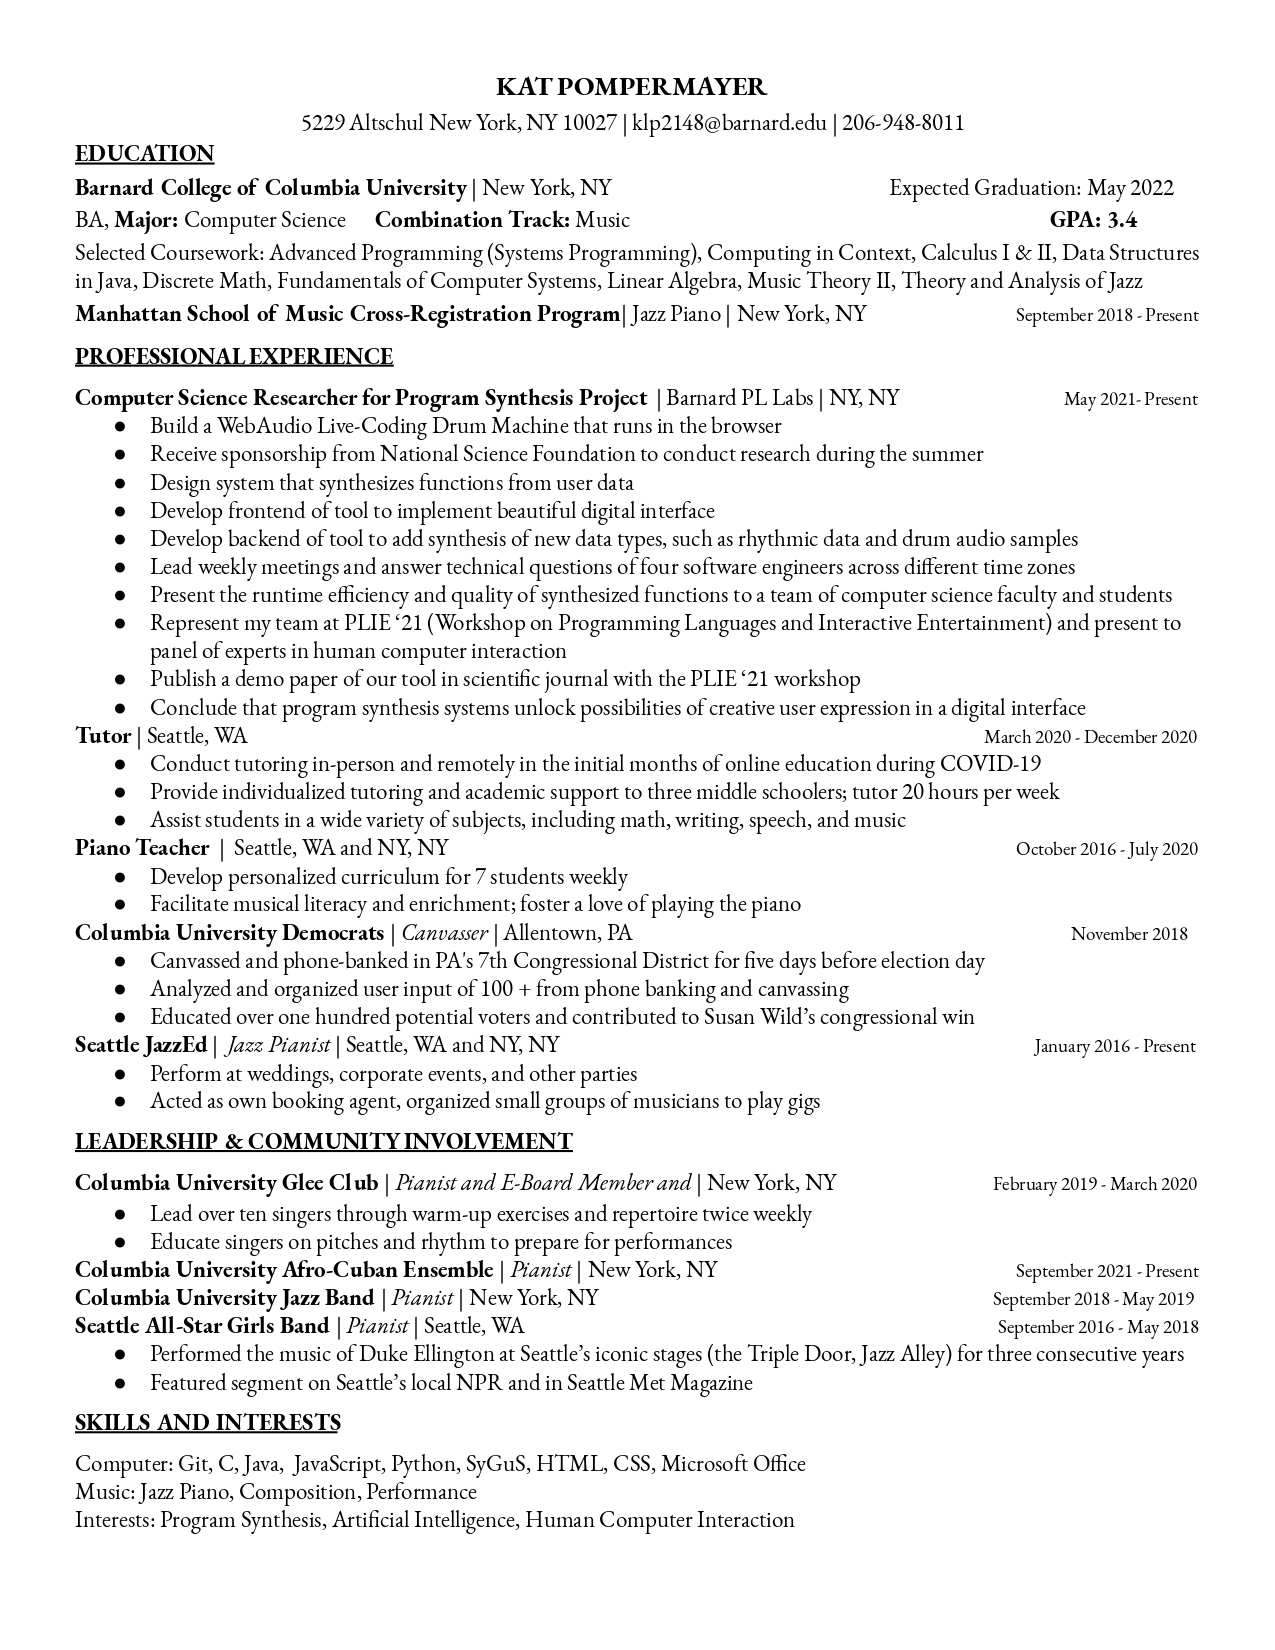 KAT POMPERMAYER
5229 Altschul New York, NY 10027 | klp2148@barnard.edu | 206-948-8011
EDUCATION
Barnard College of Columbia University | New York, NY Expected Graduation: May 2022
BA, Major: Computer Science Combination Track: Music GPA: 3.4
Selected Coursework: Advanced Programming (Systems Programming), Computing in Context, Calculus I & II, Data Structures
in Java, Discrete Math, Fundamentals of Computer Systems, Linear Algebra, Music Theory II, Theory and Analysis of Jazz
Manhattan School of Music Cross-Registration Program| Jazz Piano | New York, NY September 2018 - Present
PROFESSIONAL EXPERIENCE
Computer Science Researcher for Program Synthesis Project | Barnard PL Labs | NY, NY May 2021- Present
● Build a WebAudio Live-Coding Drum Machine that runs in the browser
● Receive sponsorship from National Science Foundation to conduct research during the summer
● Design system that synthesizes functions from user data
● Develop frontend of tool to implement beautiful digital interface
● Develop backend of tool to add synthesis of new data types, such as rhythmic data and drum audio samples
● Lead weekly meetings and answer technical questions of four software engineers across different time zones
● Present the runtime efficiency and quality of synthesized functions to a team of computer science faculty and students
● Represent my team at PLIE ‘21 (Workshop on Programming Languages and Interactive Entertainment) and present to
panel of experts in human computer interaction
● Publish a demo paper of our tool in scientific journal with the PLIE ‘21 workshop
● Conclude that program synthesis systems unlock possibilities of creative user expression in a digital interface
Tutor | Seattle, WA March 2020 - December 2020
● Conduct tutoring in-person and remotely in the initial months of online education during COVID-19
● Provide individualized tutoring and academic support to three middle schoolers; tutor 20 hours per week
● Assist students in a wide variety of subjects, including math, writing, speech, and music
Piano Teacher | Seattle, WA and NY, NY October 2016 - July 2020
● Develop personalized curriculum for 7 students weekly
● Facilitate musical literacy and enrichment; foster a love of playing the piano
Columbia University Democrats | Canvasser | Allentown, PA November 2018
● Canvassed and phone-banked in PA's 7th Congressional District for five days before election day
● Analyzed and organized user input of 100 + from phone banking and canvassing
● Educated over one hundred potential voters and contributed to Susan Wild’s congressional win
Seattle JazzEd | Jazz Pianist | Seattle, WA and NY, NY January 2016 - Present
● Perform at weddings, corporate events, and other parties
● Acted as own booking agent, organized small groups of musicians to play gigs
LEADERSHIP & COMMUNITY INVOLVEMENT
Columbia University Glee Club | Pianist and E-Board Member and | New York, NY February 2019 - March 2020
● Lead over ten singers through warm-up exercises and repertoire twice weekly
● Educate singers on pitches and rhythm to prepare for performances
Columbia University Afro-Cuban Ensemble | Pianist | New York, NY September 2021 - Present
Columbia University Jazz Band | Pianist | New York, NY September 2018 - May 2019
Seattle All-Star Girls Band | Pianist | Seattle, WA September 2016 - May 2018
● Performed the music of Duke Ellington at Seattle’s iconic stages (the Triple Door, Jazz Alley) for three consecutive years
● Featured segment on Seattle’s local NPR and in Seattle Met Magazine
SKILLS AND INTERESTS
Computer: Git, C, Java, JavaScript, Python, SyGuS, HTML, CSS, Microsoft Office
Music: Jazz Piano, Composition, Performance
Interests: Program Synthesis, Artificial Intelligence, Human Computer Interaction